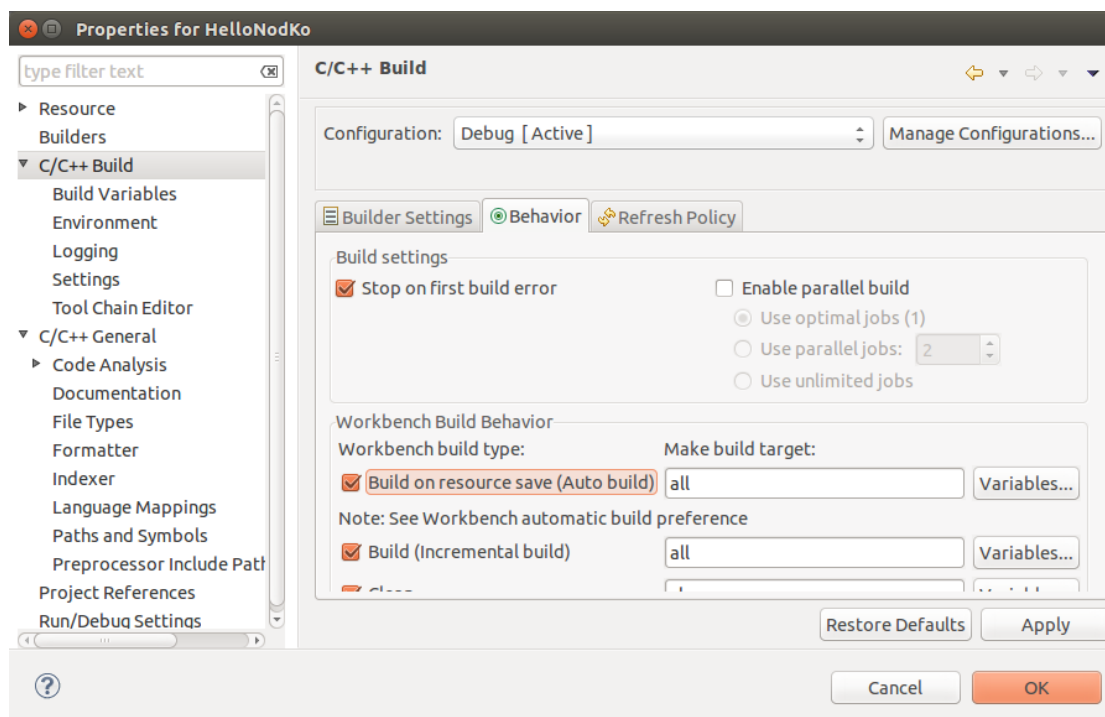 Properties for HelloNodKo
type filter text
Resource
Builders
C/C++ Build
Build Variables
Environment
Logging
Settings
Tool Chain Editor
C/C++ General
Code Analysis
Documentation
File Types
Formatter
Indexer
Language Mappings
Paths and Symbols
Preprocessor Include Path
Project References
Run/Debug Settings
C/C++ Build
Configuration: Debug [Active] Manage Configurations...
Builder Settings Behavior Refresh Policy
Build settings
Stop on first build error Enable parallel build
Use optimal jobs (1)
Use parallel jobs: 2
Use unlimited jobs
Workbench Build Behavior
Workbench build type: Make build target:
Build on resource save (Auto build) all Variables...
Note: See Workbench automatic build preference
Build (Incremental build) all Variables...
Restore Defaults Apply
Cancel OK